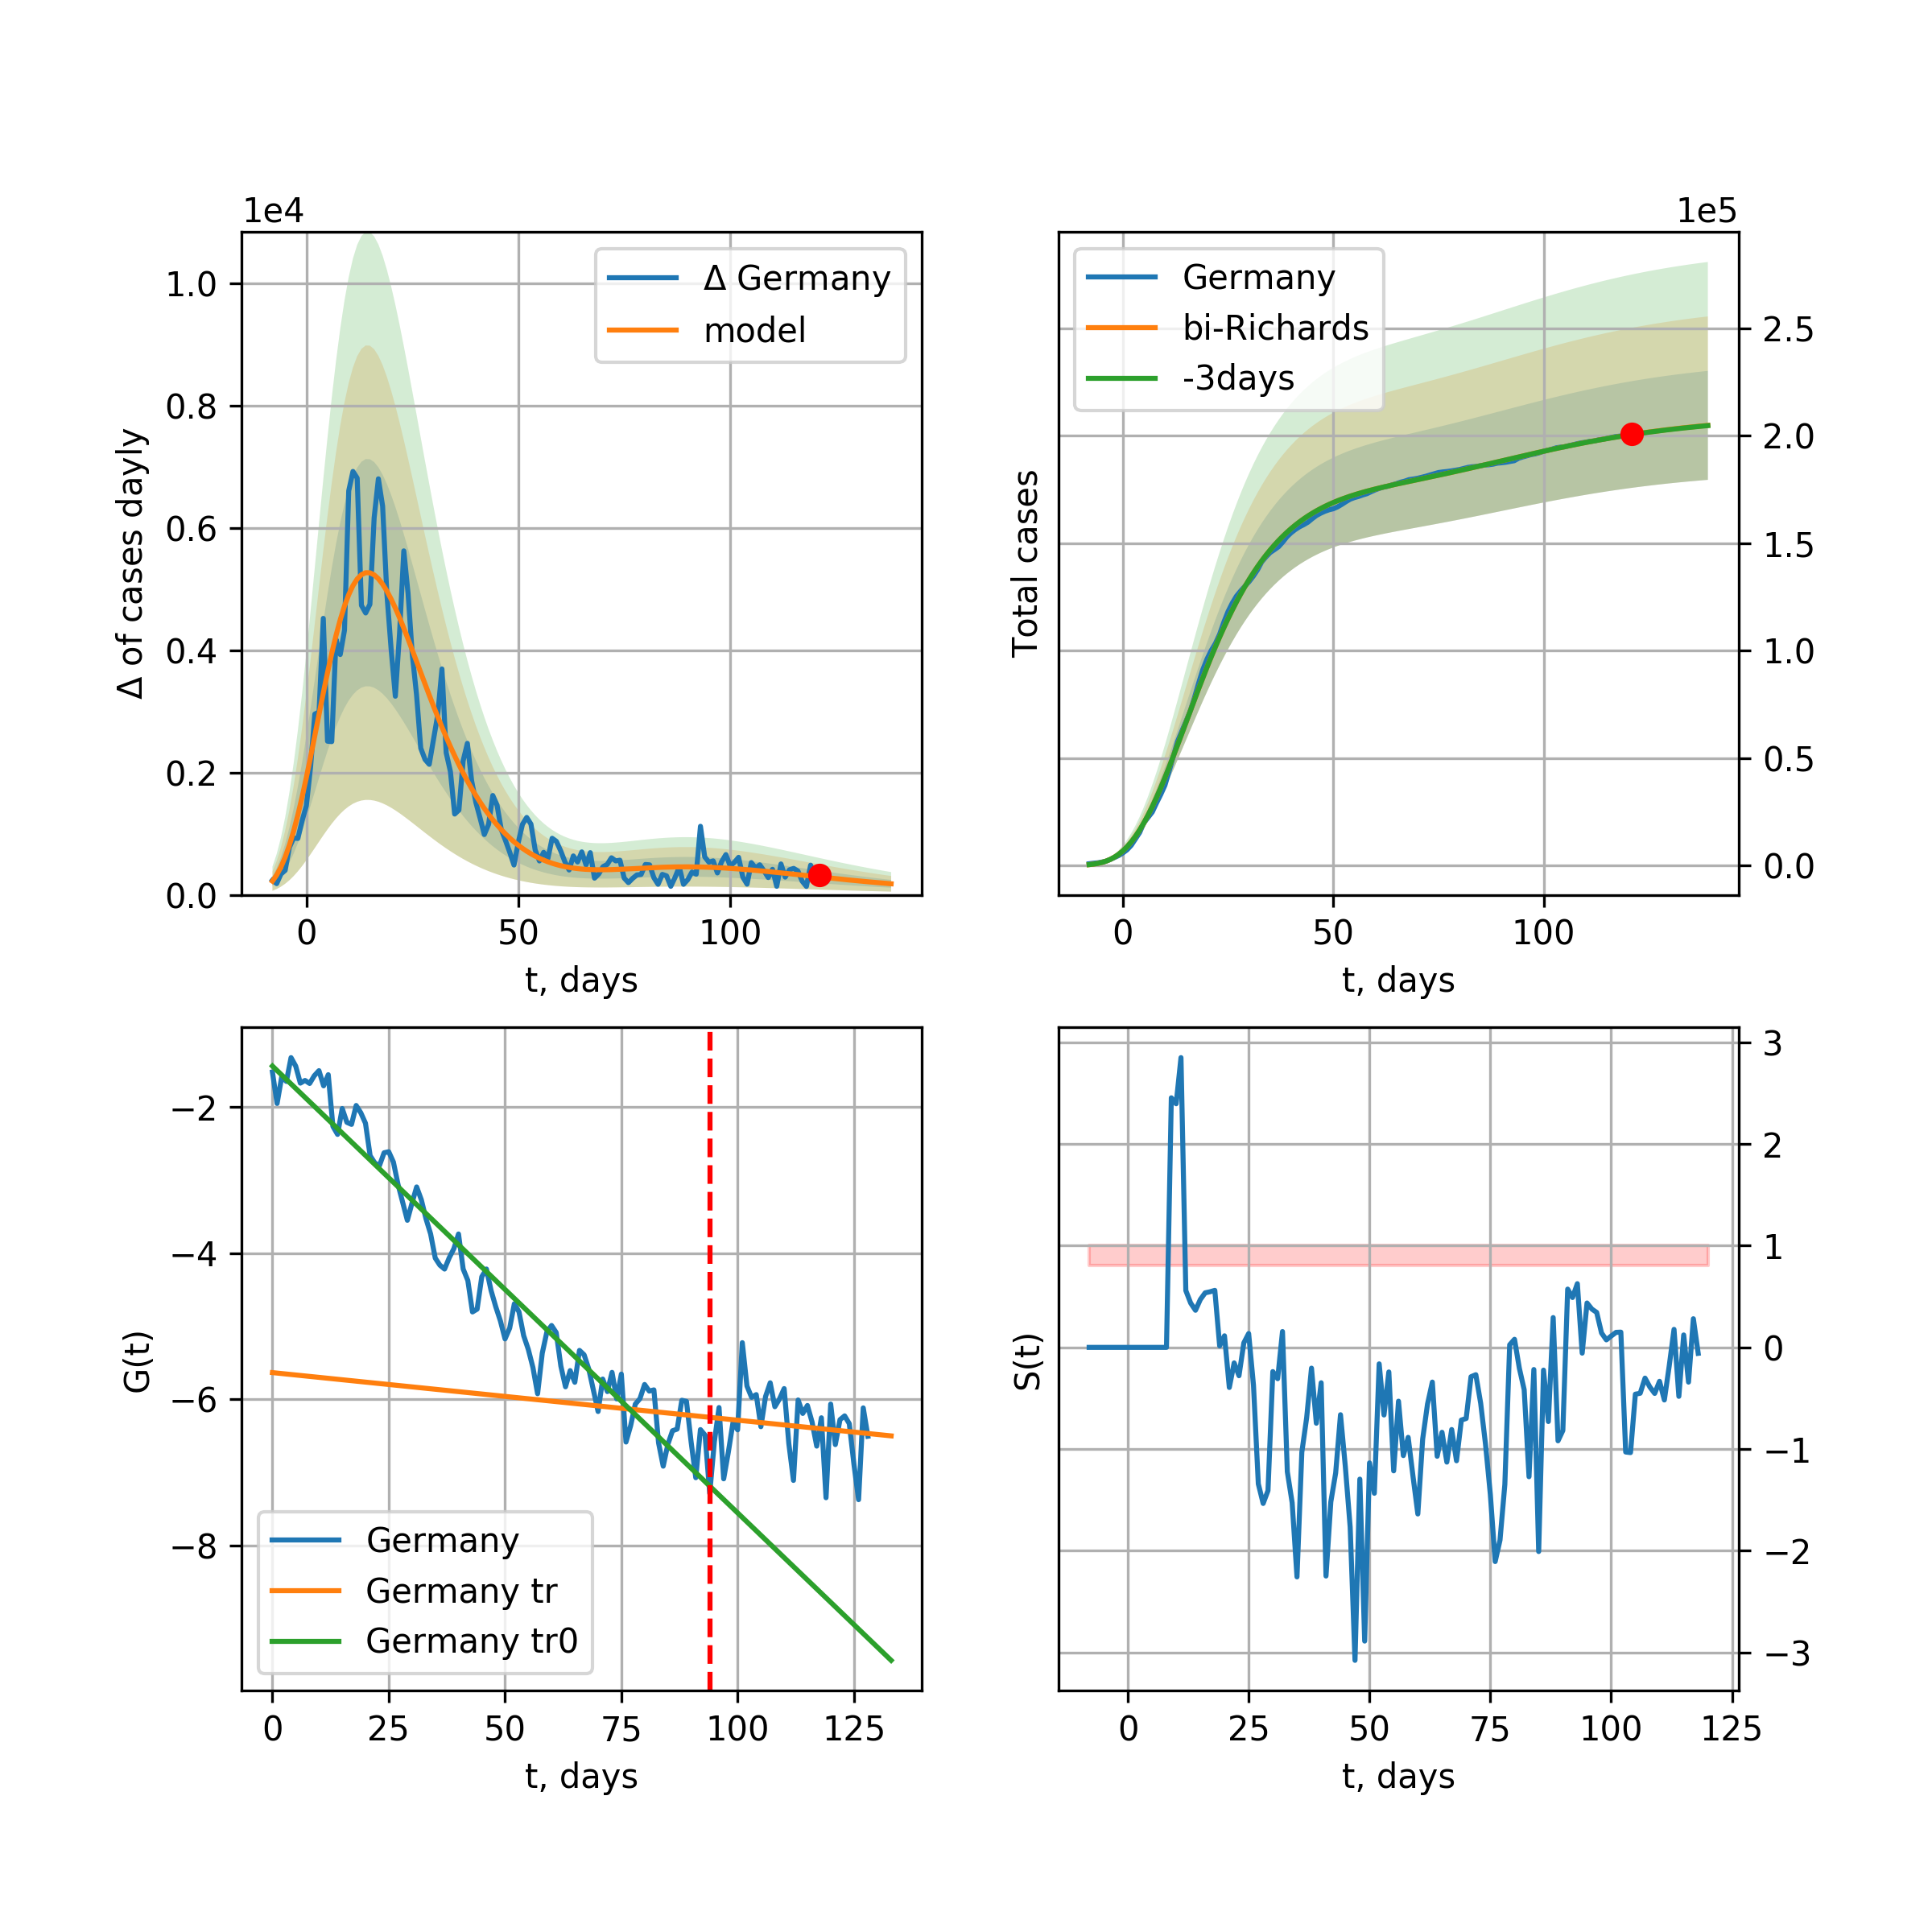 1e4
Δ of cases dayly
1.0
0.8
0.6
0.4
0.2
0.0
0 50 100
t, days
Δ Germany
model
1e5
Total cases
2.5
2.0
1.5
1.0
0.5
0.0
0 50 100
t, days
Germany
bi-Richards
-3days
G(t)
−2
−4
−6
−8
0 25 50 75 100 125
t, days
Germany
Germany tr
Germany tr0
S(t)
3
2
1
0
−1
−2
−3
0 25 50 75 100 125
t, days